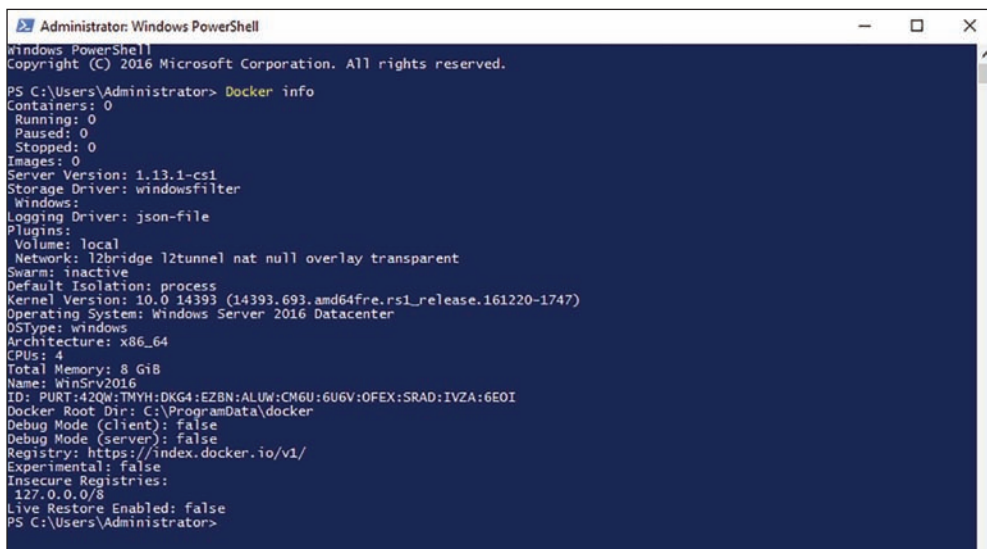 Administrator: Windows PowerShell
Windows PowerShell
Copyright (C) 2016 Microsoft Corporation. All rights reserved.
PS C:\Users\Administrator> Docker info
Containers: 0
Running: 0
Paused: 0
Stopped: 0
Images: 0
Server Version: 1.13.1-cs1
Storage Driver: windowsfilter
Windows:
Logging Driver: json-file
Plugins:
Volume: local
Network: l2bridge l2tunnel nat null overlay transparent
Swarm: inactive
Default Isolation: process
Kernel Version: 10.0 14393 (14393.693.amd64fre.rs1_release.161220-1747)
Operating System: Windows Server 2016 Datacenter
OSType: windows
Architecture: x86_64
CPUs: 4
Total Memory: 8 GiB
Name: WinSrv2016
ID: PURT:42QW:TMYH:DKG4:EZBN:ALUW:CM6U:6U6V:OFEX:SRAD:IVZA:6EOI
Docker Root Dir: C:\ProgramData\docker
Debug Mode (client): false
Debug Mode (server): false
Registry: https://index.docker.io/v1/
Experimental: false
Insecure Registries:
127.0.0.0/8
Live Restore Enabled: false
PS C:\Users\Administrator>